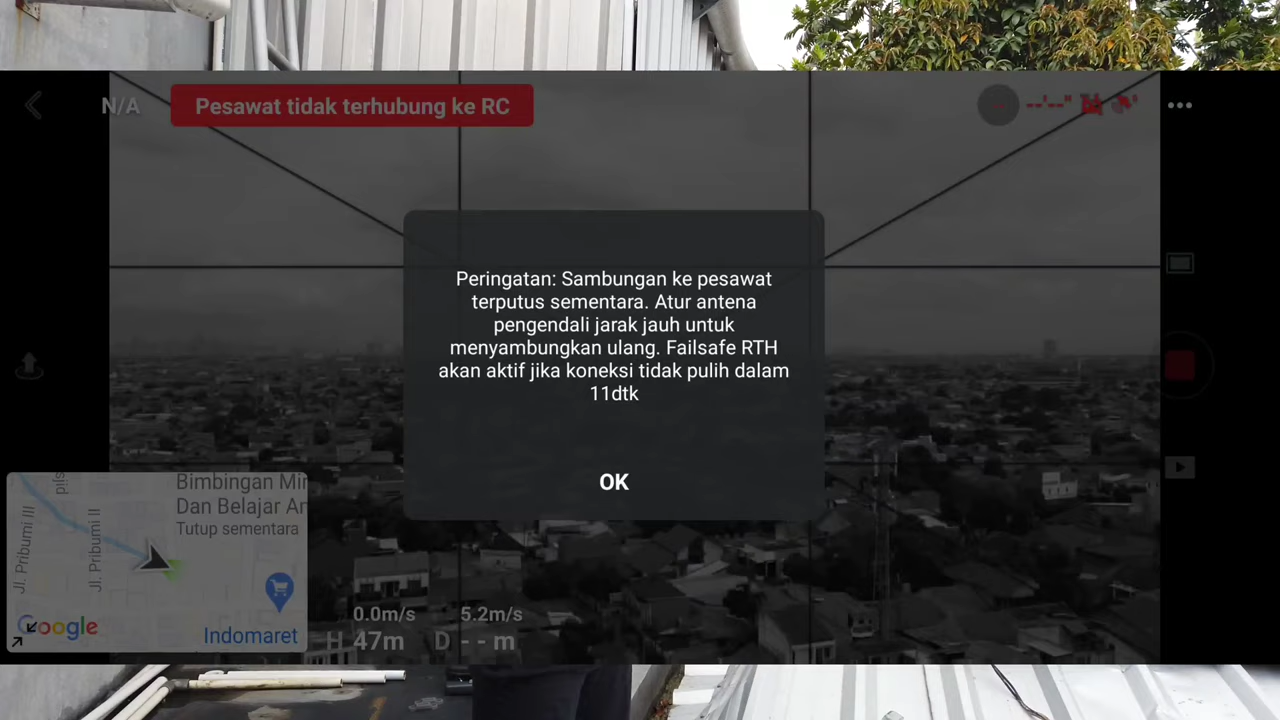 N/A
Pesawat tidak terhubung ke RC
--'--"
Peringatan: Sambungan ke pesawat
terputus sementara. Atur antena
pengendali jarak jauh untuk
menyambungkan ulang. Failsafe RTH
akan aktif jika koneksi tidak pulih dalam
11dtk
OK
Bimbingan Min
Dan Belajar An
Tutup sementara
Jl. Pribumi III
Jl. Pribumi II
Google
Indomaret
0.0m/s
5.2m/s
H 47m
D - - m